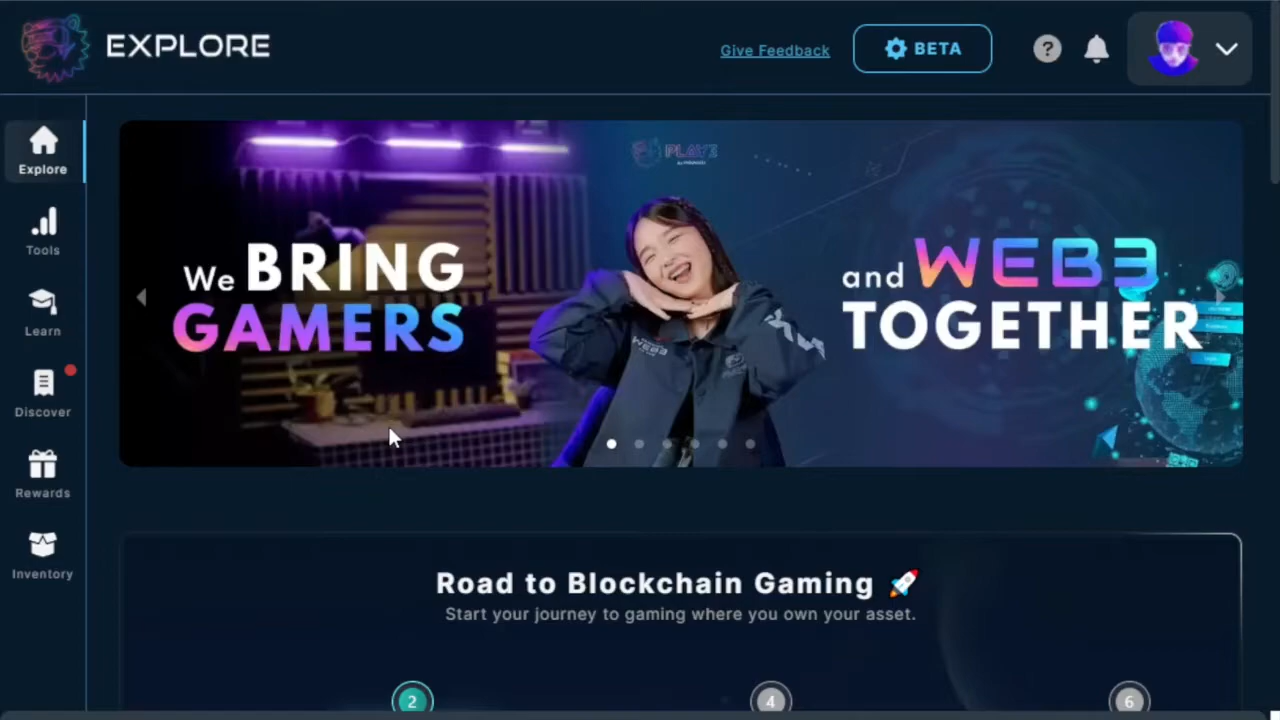 EXPLORE
Give Feedback
BETA
?
Explore
Tools
Learn
Discover
Rewards
Inventory
PLAY3
We BRING
GAMERS
and WEB3
TOGETHER
Road to Blockchain Gaming 🚀
Start your journey to gaming where you own your asset.
2
4
6